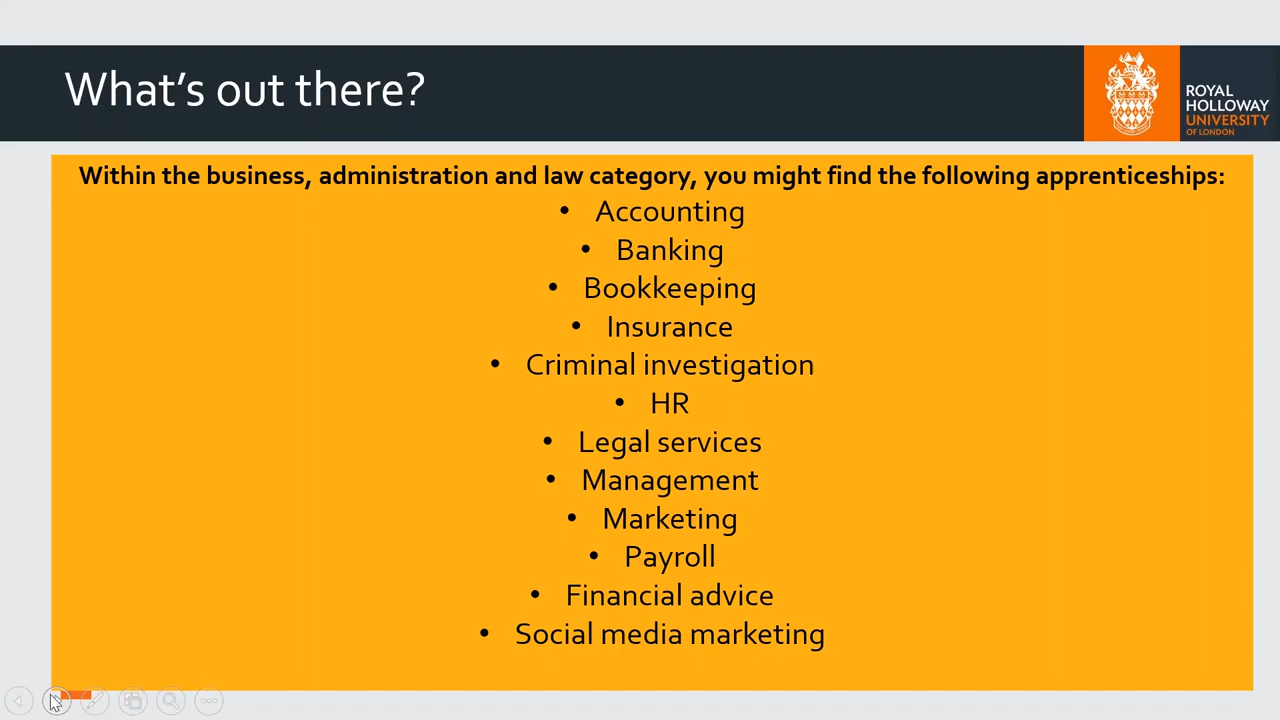 What's out there?
ROYAL
HOLLOWAY
UNIVERSITY
OF LONDON
Within the business, administration and law category, you might find the following apprenticeships:
• Accounting
• Banking
• Bookkeeping
• Insurance
• Criminal investigation
• HR
• Legal services
• Management
• Marketing
• Payroll
• Financial advice
• Social media marketing